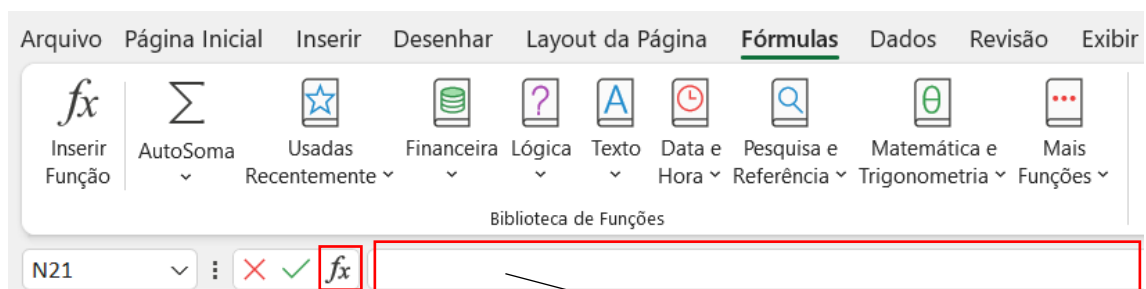 Arquivo Página Inicial Inserir Desenhar Layout da Página Fórmulas Dados Revisão Exibir
fx
Inserir Função
AutoSoma
Usadas Recentemente
Financeira
Lógica
Texto
Data e Hora
Pesquisa e Referência
Matemática e Trigonometria
Mais Funções
Biblioteca de Funções
N21 fx